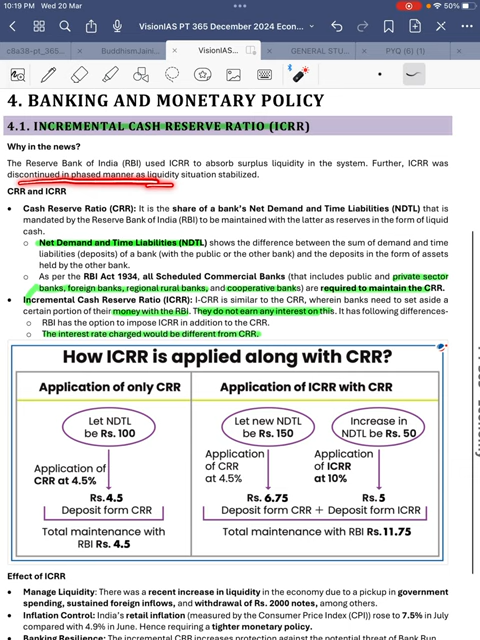 10:19 PM Wed 20 Mar
50%
VisionIAS PT 365 December 2024 Econ...
c8a38-pt_365...
BuddhismJaini...
VisionIAS...
GENERAL STU...
PYQ (6) (1)
4. BANKING AND MONETARY POLICY
4.1. INCREMENTAL CASH RESERVE RATIO (ICRR)
Why in the news?
The Reserve Bank of India (RBI) used ICRR to absorb surplus liquidity in the system. Further, ICRR was
discontinued in phased manner as liquidity situation stabilized.
CRR and ICRR
• Cash Reserve Ratio (CRR): It is the share of a bank's Net Demand and Time Liabilities (NDTL) that is
mandated by the Reserve Bank of India (RBI) to be maintained with the latter as reserves in the form of liquid
cash.
o Net Demand and Time Liabilities (NDTL) shows the difference between the sum of demand and time
liabilities (deposits) of a bank (with the public or the other bank) and the deposits in the form of assets
held by the other bank.
o As per the RBI Act 1934, all Scheduled Commercial Banks (that includes public and private sector
banks, foreign banks, regional rural banks, and cooperative banks) are required to maintain the CRR.
• Incremental Cash Reserve Ratio (ICRR): I-CRR is similar to the CRR, wherein banks need to set aside a
certain portion of their money with the RBI. They do not earn any interest on this. It has following differences-
o RBI has the option to impose ICRR in addition to the CRR.
o The interest rate charged would be different from CRR.
How ICRR is applied along with CRR?
Application of only CRR
Let NDTL
be Rs. 100
Application of
CRR at 4.5%
Rs.4.5
Deposit form CRR
Total maintenance with
RBI Rs. 4.5
Application of ICRR with CRR
Let new NDTL
be Rs. 150
Increase in
NDTL be Rs. 50
Application
of CRR
at 4.5%
Application
of ICRR
at 10%
Rs. 6.75
Rs. 5
Deposit form CRR + Deposit form ICRR
Total maintenance with RBI Rs. 11.75
Effect of ICRR
• Manage Liquidity: There was a recent increase in liquidity in the economy due to a pickup in government
spending, sustained foreign inflows, and withdrawal of Rs. 2000 notes, among others.
• Inflation Control: India's retail inflation (measured by the Consumer Price Index (CPI)) rose to 7.5% in July
compared with 4.9% in June. Hence requiring a tighter monetary policy.
• Banking Resilience: The incremental CRR increases protection against the potential threat of Bank Run